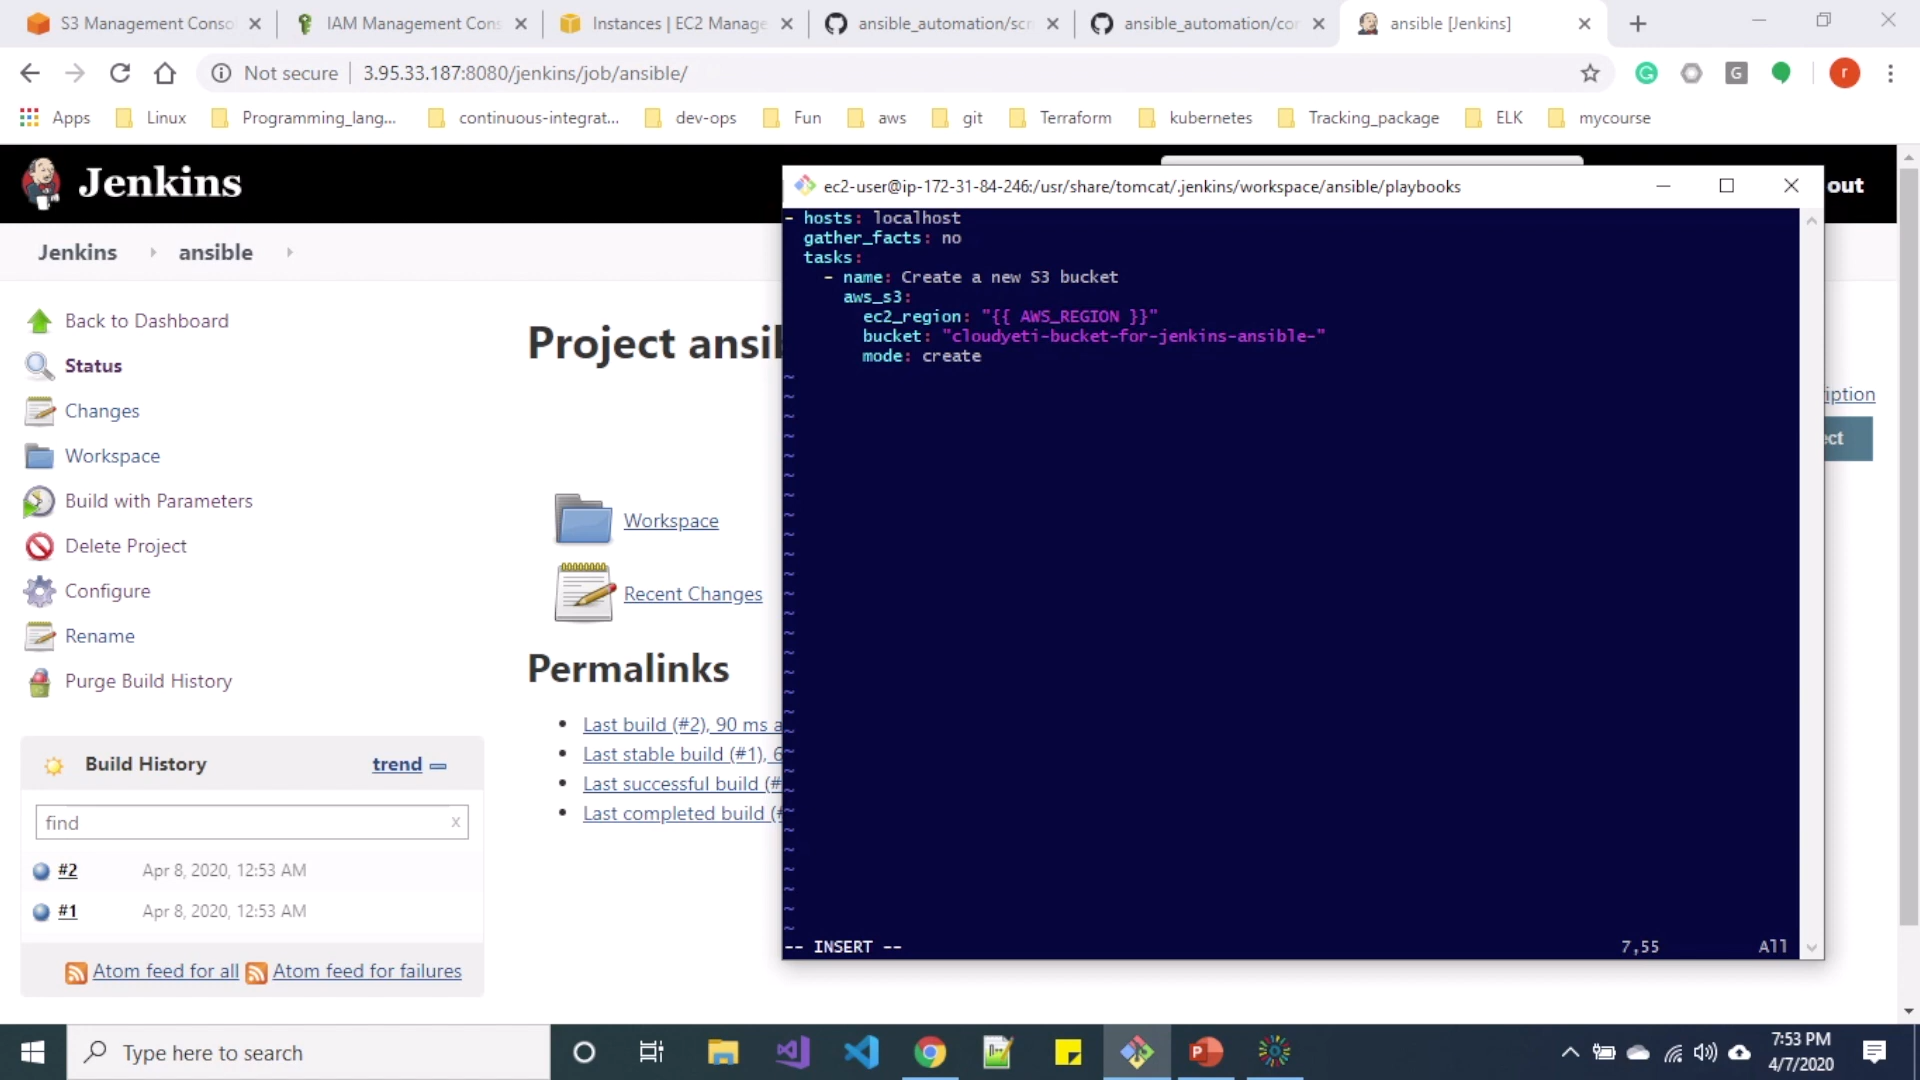 S3 Management Conso
IAM Management Cons
Instances | EC2 Manage
ansible_automation/scr
ansible_automation/cor
ansible [Jenkins]
Not secure
3.95.33.187:8080/jenkins/job/ansible/
G
r
Apps
Linux
Programming_lang...
continuous-integrat...
dev-ops
Fun
aws
git
Terraform
kubernetes
Tracking_package
ELK
mycourse
Jenkins
out
Jenkins
ansible
Back to Dashboard
Status
Changes
Workspace
Build with Parameters
Delete Project
Configure
Rename
Purge Build History
Build History
trend
find
x
#2 Apr 8, 2020, 12:53 AM
#1 Apr 8, 2020, 12:53 AM
Atom feed for all Atom feed for failures
Project ansi
Workspace
Recent Changes
Permalinks
Last build (#2), 90 ms a
Last stable build (#1), 6
Last successful build (#
Last completed build (#
iption
ect
ec2-user@ip-172-31-84-246:/usr/share/tomcat/.jenkins/workspace/ansible/playbooks
- hosts: localhost
gather_facts: no
tasks:
- name: Create a new S3 bucket
aws_s3:
ec2_region: "{{ AWS_REGION }}"
bucket: "cloudyeti-bucket-for-jenkins-ansible-"
mode: create
-- INSERT --
7,55
All
Type here to search
7:53 PM
4/7/2020